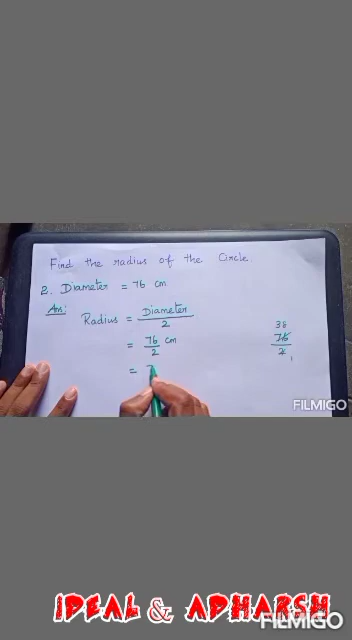 Find the radius of the Circle.
2. Diameter = 76 cm
Ans:
Radius = Diameter / 2
= 76 / 2 cm
=
38
76
2
1
FILMIGO
IDEAL & ADHARSH
FILMIGO